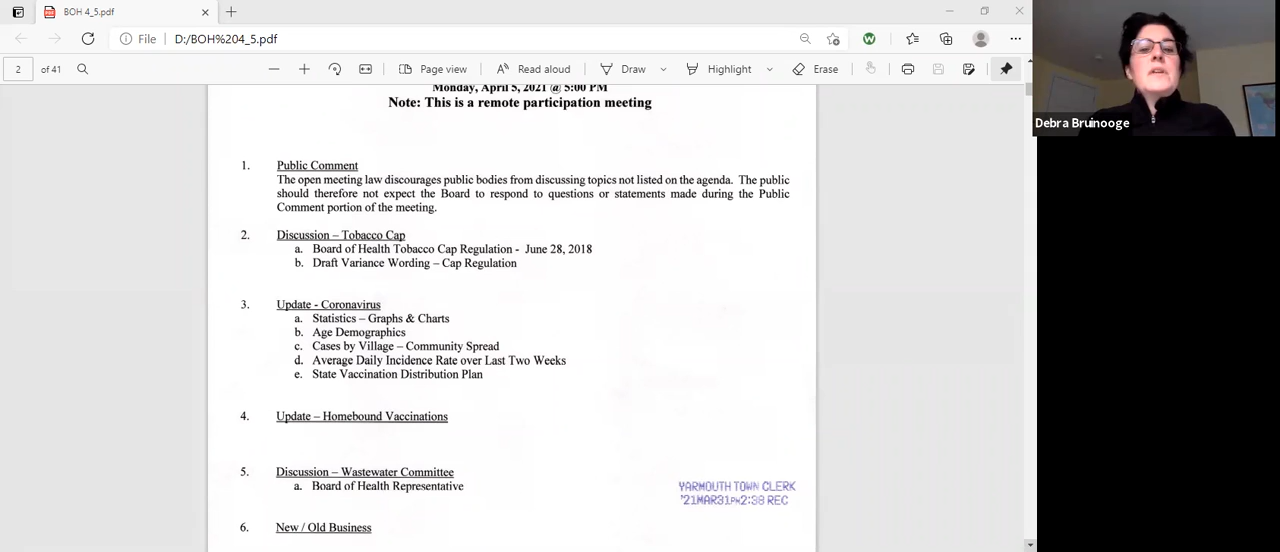 BOH 4_5.pdf
File
D:/BOH%204_5.pdf
2 of 41
Page view
Read aloud
Draw
Highlight
Erase
Monday, April 5, 2021 @ 5:00 PM
Note: This is a remote participation meeting
1. Public Comment
The open meeting law discourages public bodies from discussing topics not listed on the agenda. The public
should therefore not expect the Board to respond to questions or statements made during the Public
Comment portion of the meeting.
2. Discussion – Tobacco Cap
a. Board of Health Tobacco Cap Regulation - June 28, 2018
b. Draft Variance Wording – Cap Regulation
3. Update - Coronavirus
a. Statistics – Graphs & Charts
b. Age Demographics
c. Cases by Village – Community Spread
d. Average Daily Incidence Rate over Last Two Weeks
e. State Vaccination Distribution Plan
4. Update – Homebound Vaccinations
5. Discussion – Wastewater Committee
a. Board of Health Representative
YARMOUTH TOWN CLERK
'21MAR31PM2:38 REC
6. New / Old Business
Debra Bruinooge